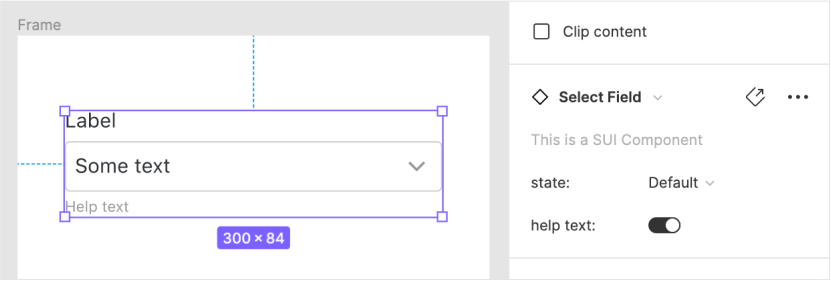 Frame
Label
Some text
Help text
300 × 84
Clip content
Select Field
This is a SUI Component
state: Default
help text: